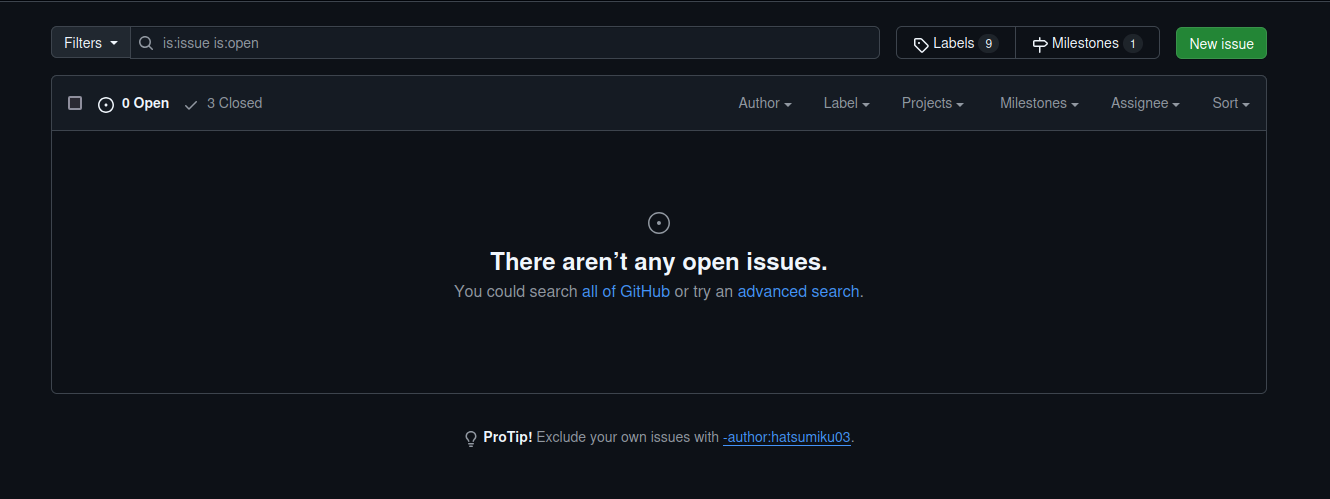 Filters is:issue is:open Labels 9 Milestones 1 New issue
0 Open 3 Closed Author Label Projects Milestones Assignee Sort
There aren’t any open issues.
You could search all of GitHub or try an advanced search.
ProTip! Exclude your own issues with -author:hatsumiku03.